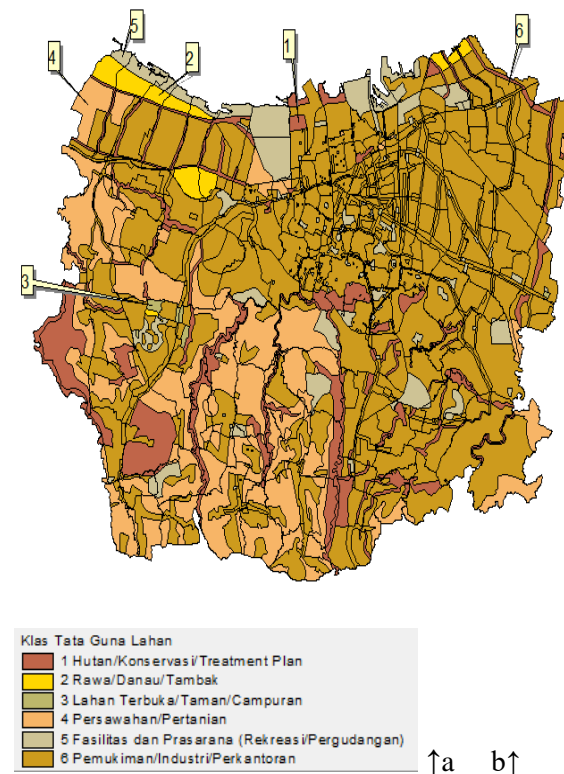 5
4
2
1
6
3
Klas Tata Guna Lahan
1 Hutan/Konservasi/Treatment Plan
2 Rawa/Danau/Tambak
3 Lahan Terbuka/Taman/Campuran
4 Persawahan/Pertanian
5 Fasilitas dan Prasarana (Rekreasi/Pergudangan)
6 Pemukiman/Industri/Perkantoran
↑a b↑